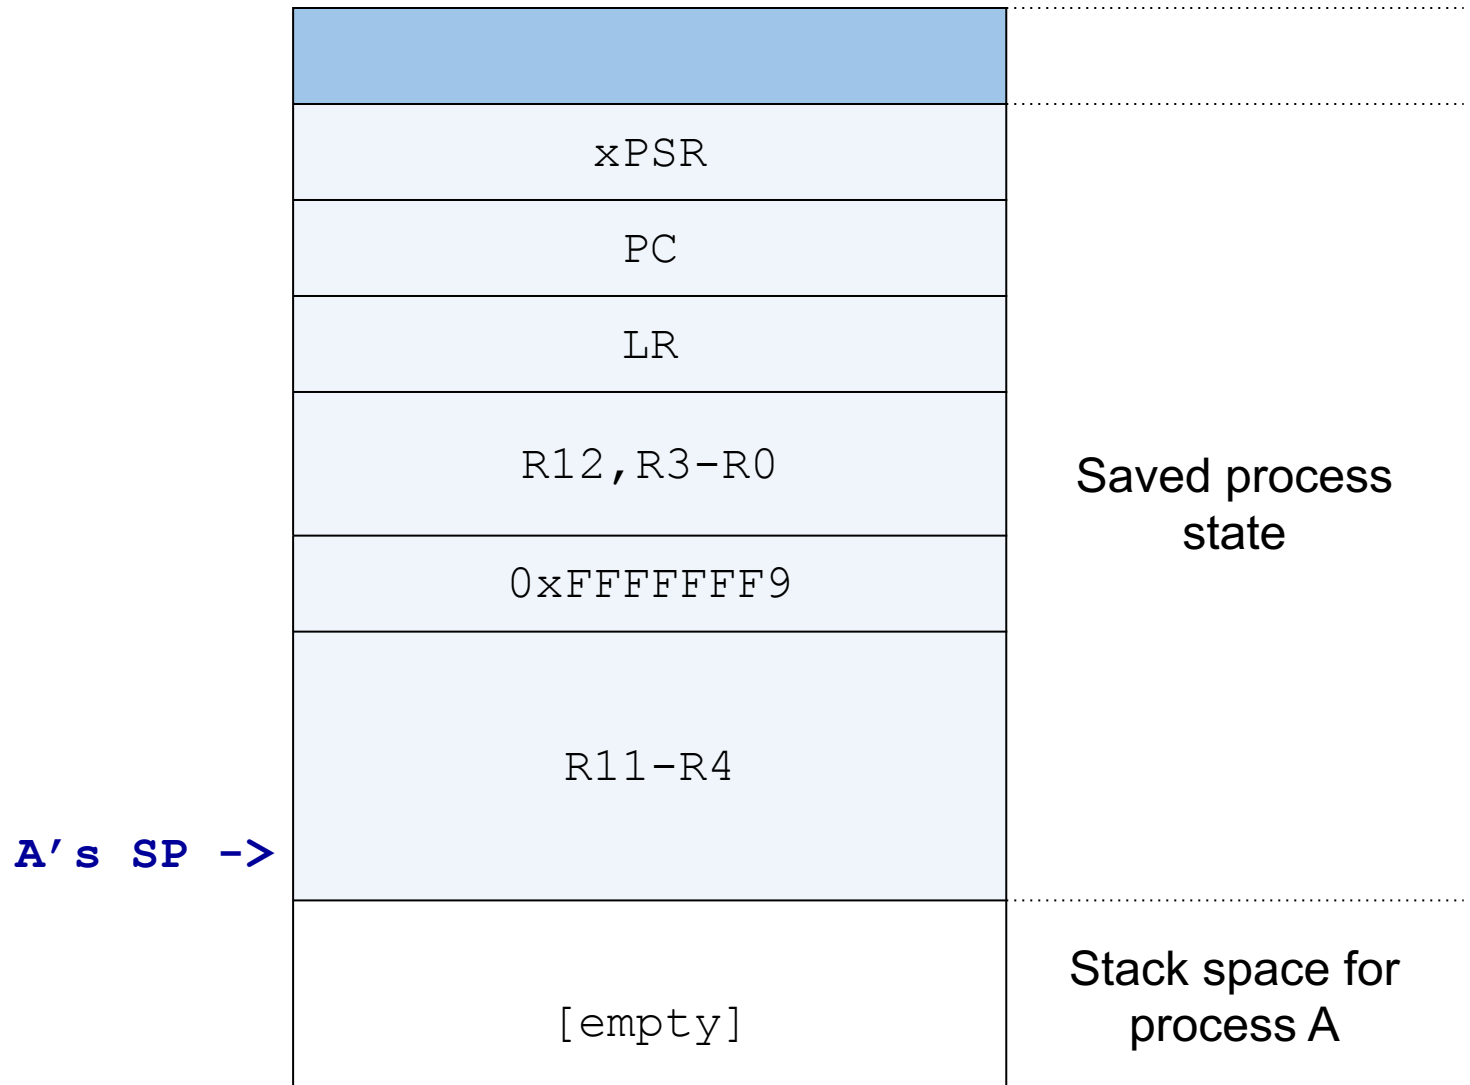 xPSR
PC
LR
R12,R3-R0
Saved process
state
0xFFFFFFF9
R11-R4
A’s SP ->
Stack space for
process A
[empty]